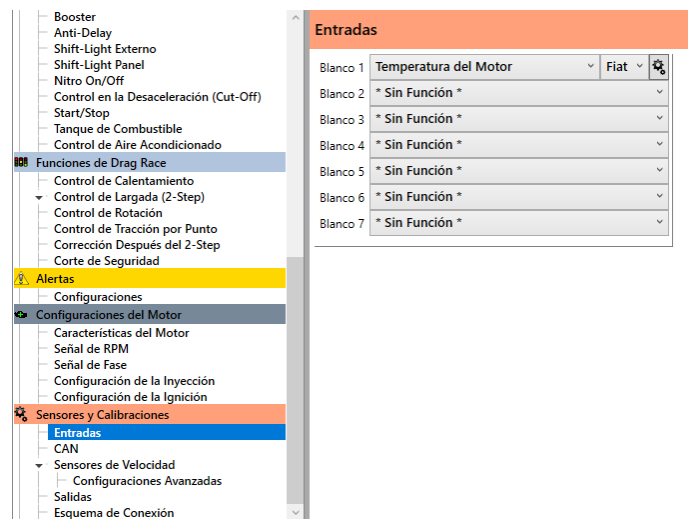 Booster
Anti-Delay
Shift-Light Externo
Shift-Light Panel
Nitro On/Off
Control en la Desaceleración (Cut-Off)
Start/Stop
Tanque de Combustible
Control de Aire Acondicionado
Funciones de Drag Race
Control de Calentamiento
Control de Largada (2-Step)
Control de Rotación
Control de Tracción por Punto
Corrección Después del 2-Step
Corte de Seguridad
Alertas
Configuraciones
Configuraciones del Motor
Características del Motor
Señal de RPM
Señal de Fase
Configuración de la Inyección
Configuración de la Ignición
Sensores y Calibraciones
Entradas
CAN
Sensores de Velocidad
Configuraciones Avanzadas
Salidas
Esquema de Conexión
Entradas
Blanco 1 Temperatura del Motor Fiat
Blanco 2 * Sin Función *
Blanco 3 * Sin Función *
Blanco 4 * Sin Función *
Blanco 5 * Sin Función *
Blanco 6 * Sin Función *
Blanco 7 * Sin Función *